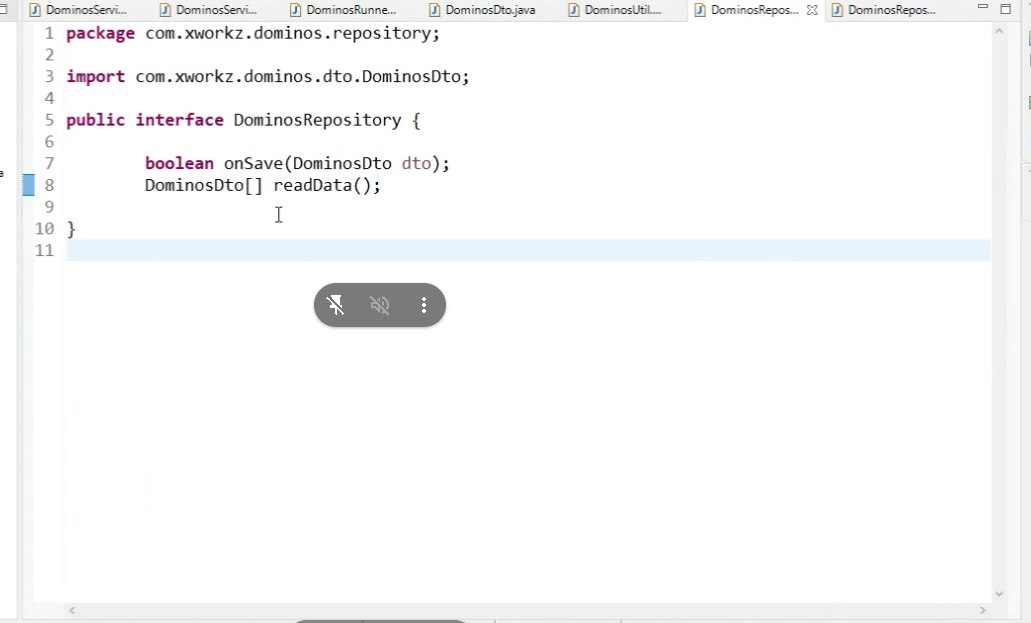 DominosServi... DominosServi... DominosRunne... DominosDto.java DominosUtil.... DominosRepos... DominosRepos...
1 package com.xworkz.dominos.repository;
2
3 import com.xworkz.dominos.dto.DominosDto;
4
5 public interface DominosRepository {
6
7 boolean onSave(DominosDto dto);
8 DominosDto[] readData();
9
10 }
11